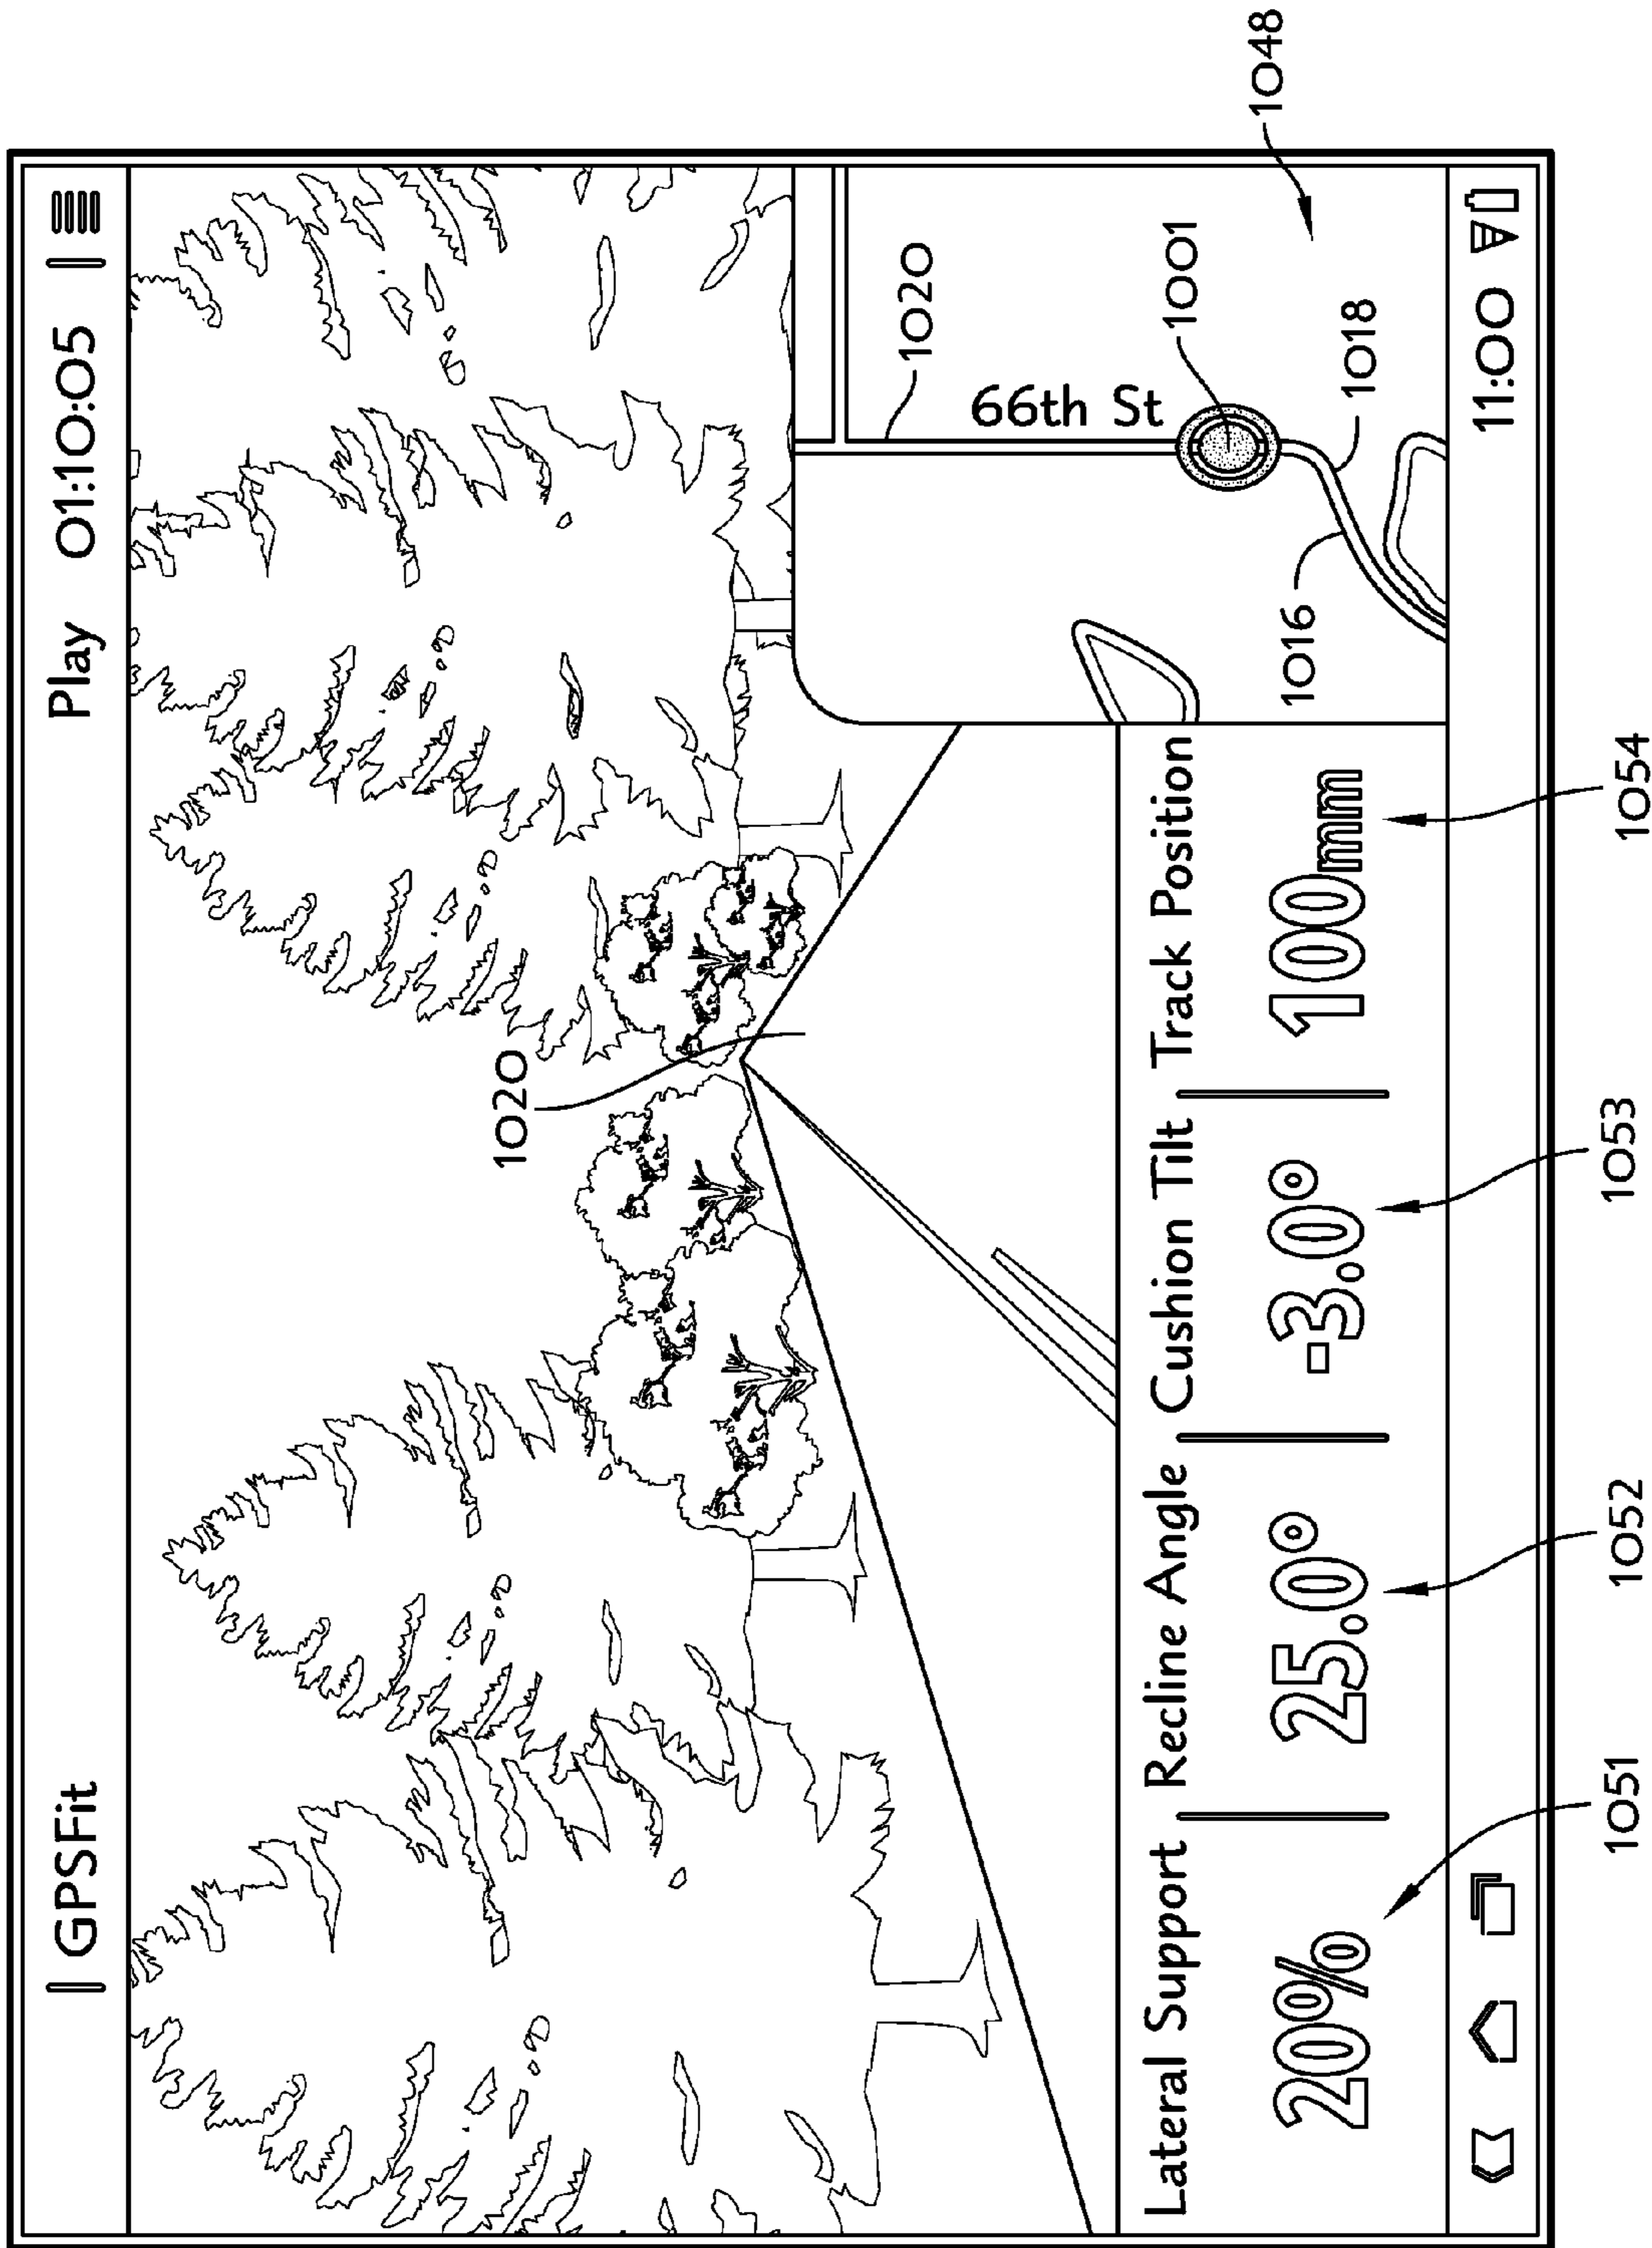 GPSFit
Play 01:10:05
1020
1020
66th St
1001
1048
1018
1016
Lateral Support
Recline Angle
Cushion Tilt
Track Position
20%
25.0°
-3.0°
100mm
11:00
1051
1052
1053
1054